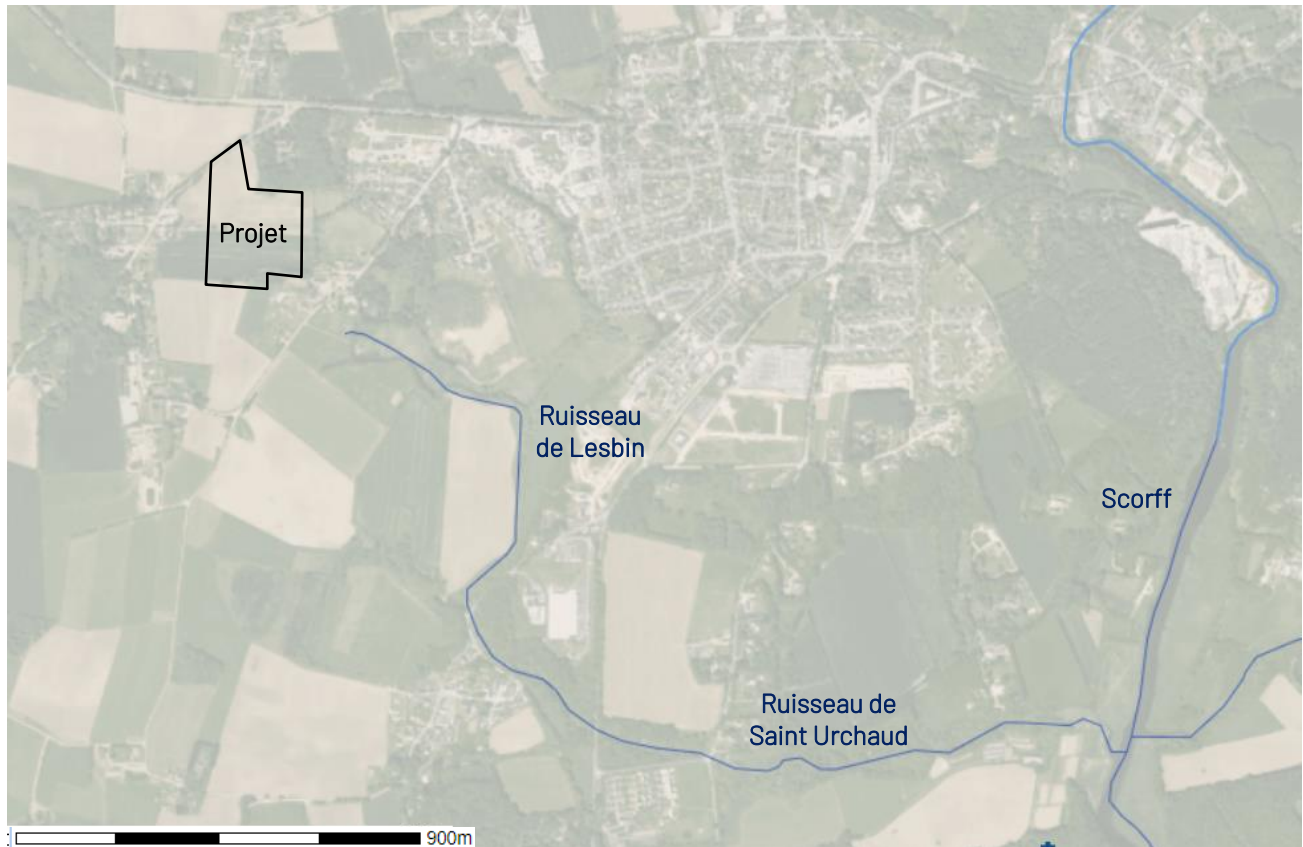 Projet
Ruisseau
de Lesbin
Scorff
Ruisseau de
Saint Urchaud
900m